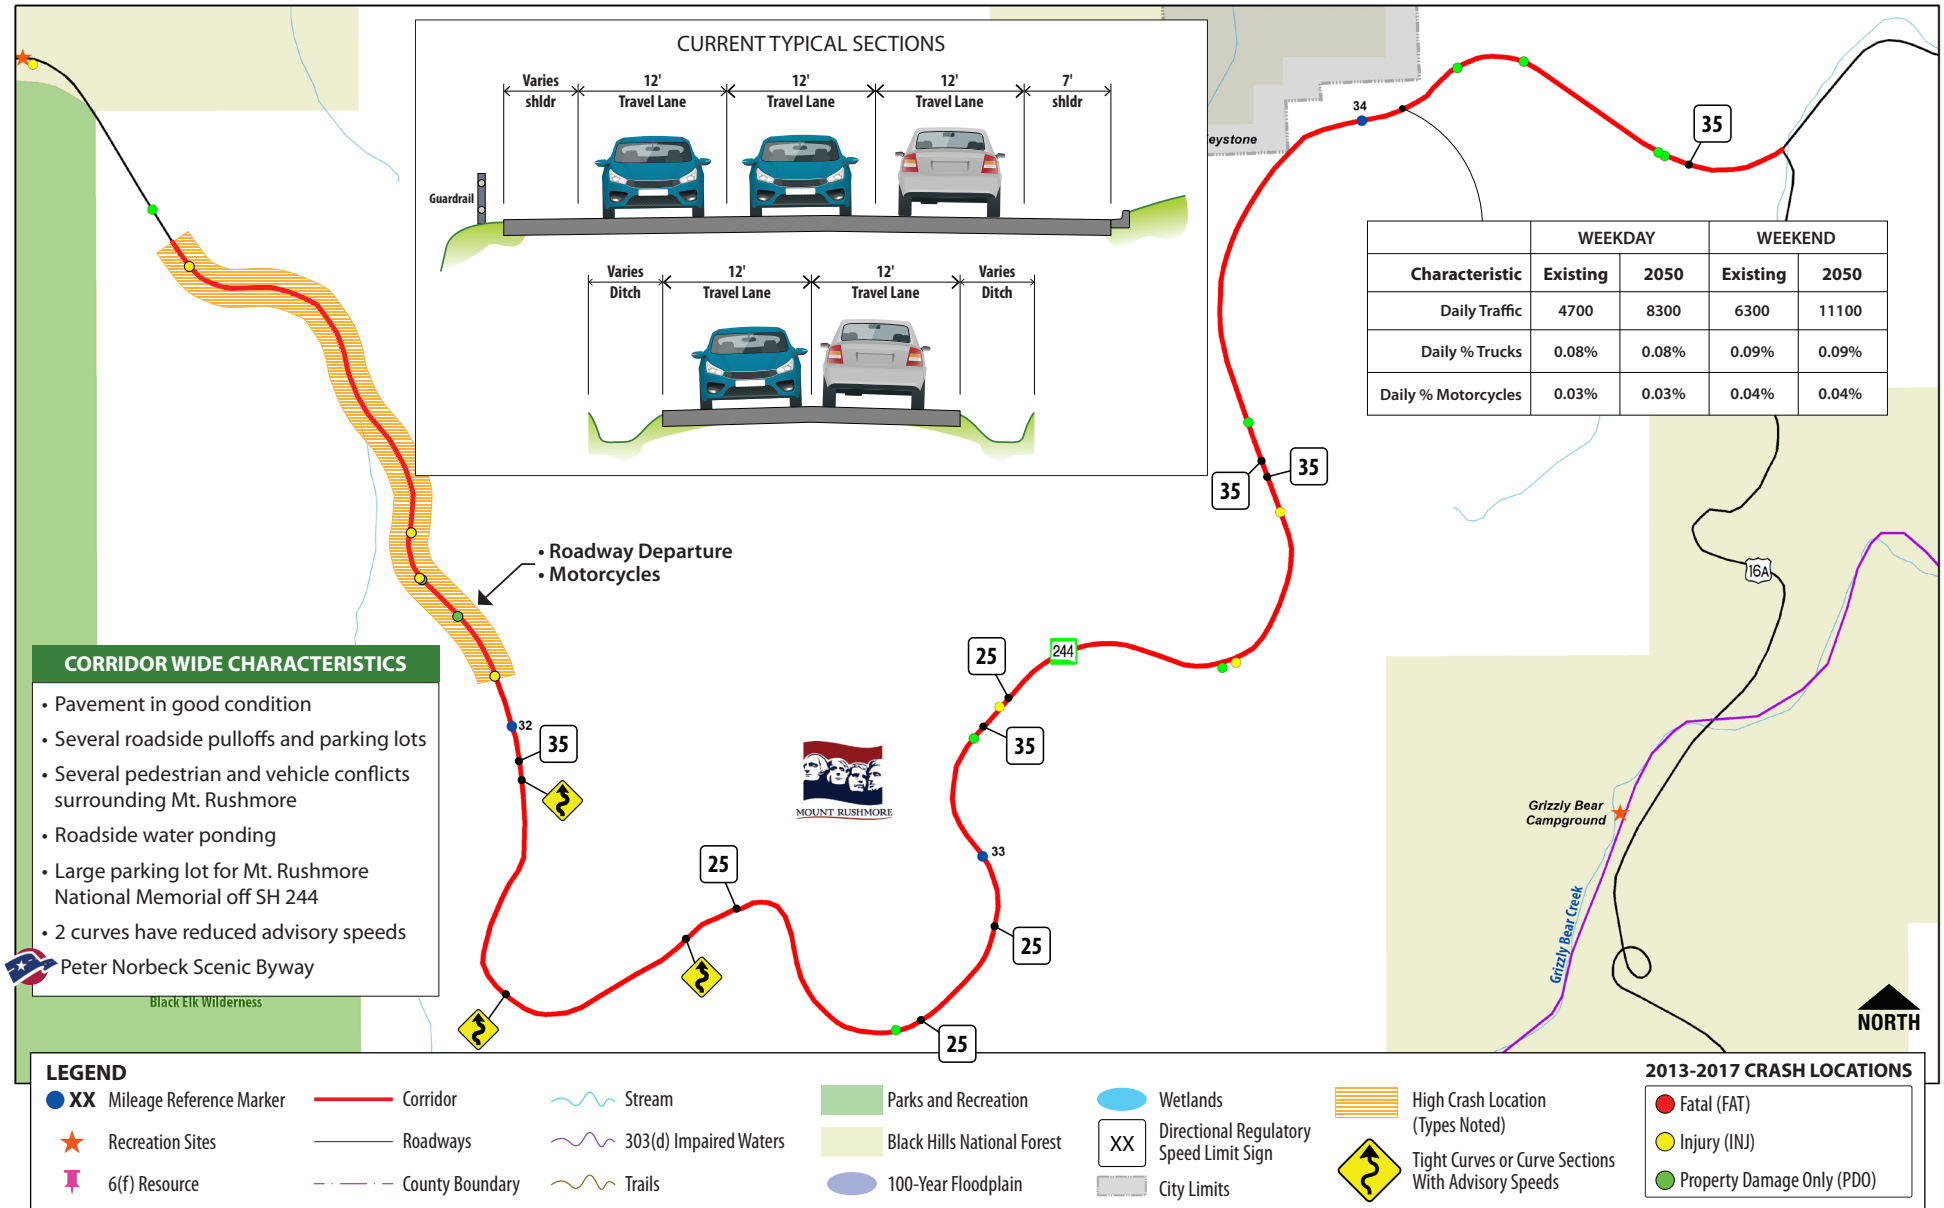 CURRENT TYPICAL SECTIONS
Varies
shldr
12'
Travel Lane
12'
Travel Lane
12'
Travel Lane
7'
shldr
Guardrail
Varies
Ditch
12'
Travel Lane
12'
Travel Lane
Varies
Ditch
eystone
34
35
WEEKDAY WEEKEND
Characteristic Existing 2050 Existing 2050
Daily Traffic 4700 8300 6300 11100
Daily % Trucks 0.08% 0.08% 0.09% 0.09%
Daily % Motorcycles 0.03% 0.03% 0.04% 0.04%
35
35
• Roadway Departure
• Motorcycles
16A
244
25
35
32
35
MOUNT RUSHMORE
33
25
25
25
Grizzly Bear
Campground
Grizzly Bear Creek
NORTH
CORRIDOR WIDE CHARACTERISTICS
• Pavement in good condition
• Several roadside pulloffs and parking lots
• Several pedestrian and vehicle conflicts
surrounding Mt. Rushmore
• Roadside water ponding
• Large parking lot for Mt. Rushmore
National Memorial off SH 244
• 2 curves have reduced advisory speeds
Peter Norbeck Scenic Byway
Black Elk Wilderness
LEGEND
XX Mileage Reference Marker
Recreation Sites
6(f) Resource
Corridor
Roadways
County Boundary
Stream
303(d) Impaired Waters
Trails
Parks and Recreation
Black Hills National Forest
100-Year Floodplain
Wetlands
XX Directional Regulatory
Speed Limit Sign
City Limits
High Crash Location
(Types Noted)
Tight Curves or Curve Sections
With Advisory Speeds
2013-2017 CRASH LOCATIONS
Fatal (FAT)
Injury (INJ)
Property Damage Only (PDO)